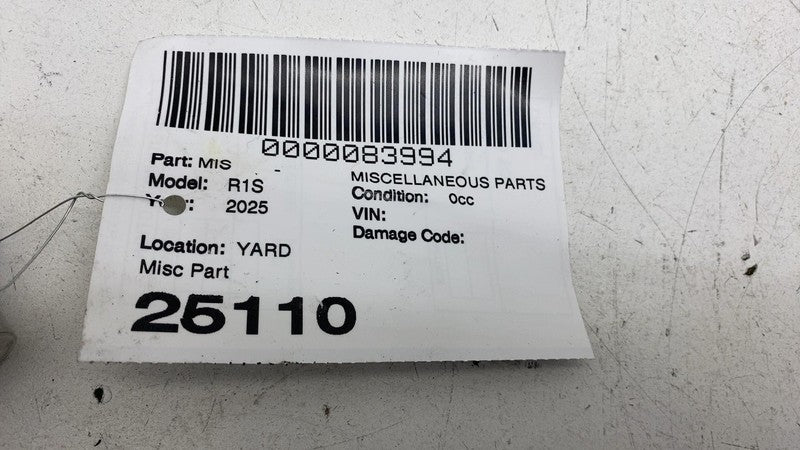 0000083994
Part: MIS -
MISCELLANEOUS PARTS
Model: R1S
Condition: 0cc
2025
VIN:
Damage Code:
Location: YARD
Misc Part
25110